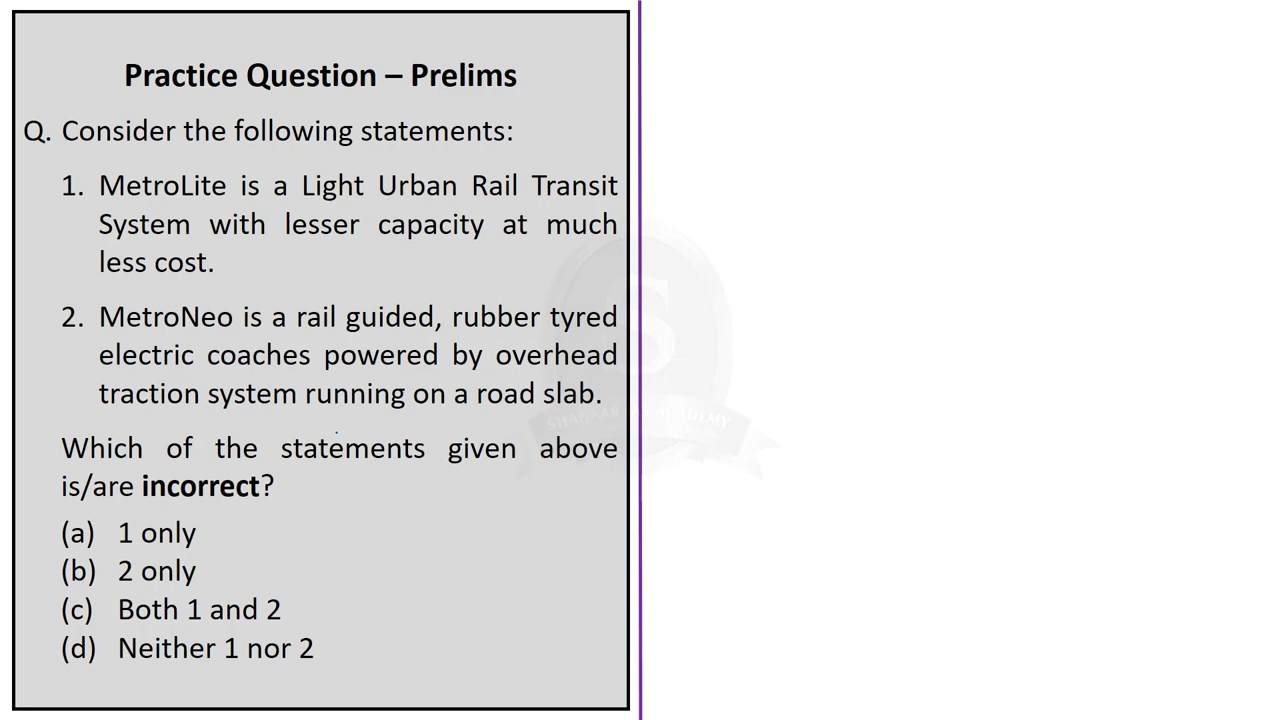 Practice Question – Prelims
Q. Consider the following statements:
1. MetroLite is a Light Urban Rail Transit
System with lesser capacity at much
less cost.
2. MetroNeo is a rail guided, rubber tyred
electric coaches powered by overhead
traction system running on a road slab.
Which of the statements given above
is/are incorrect?
(a) 1 only
(b) 2 only
(c) Both 1 and 2
(d) Neither 1 nor 2